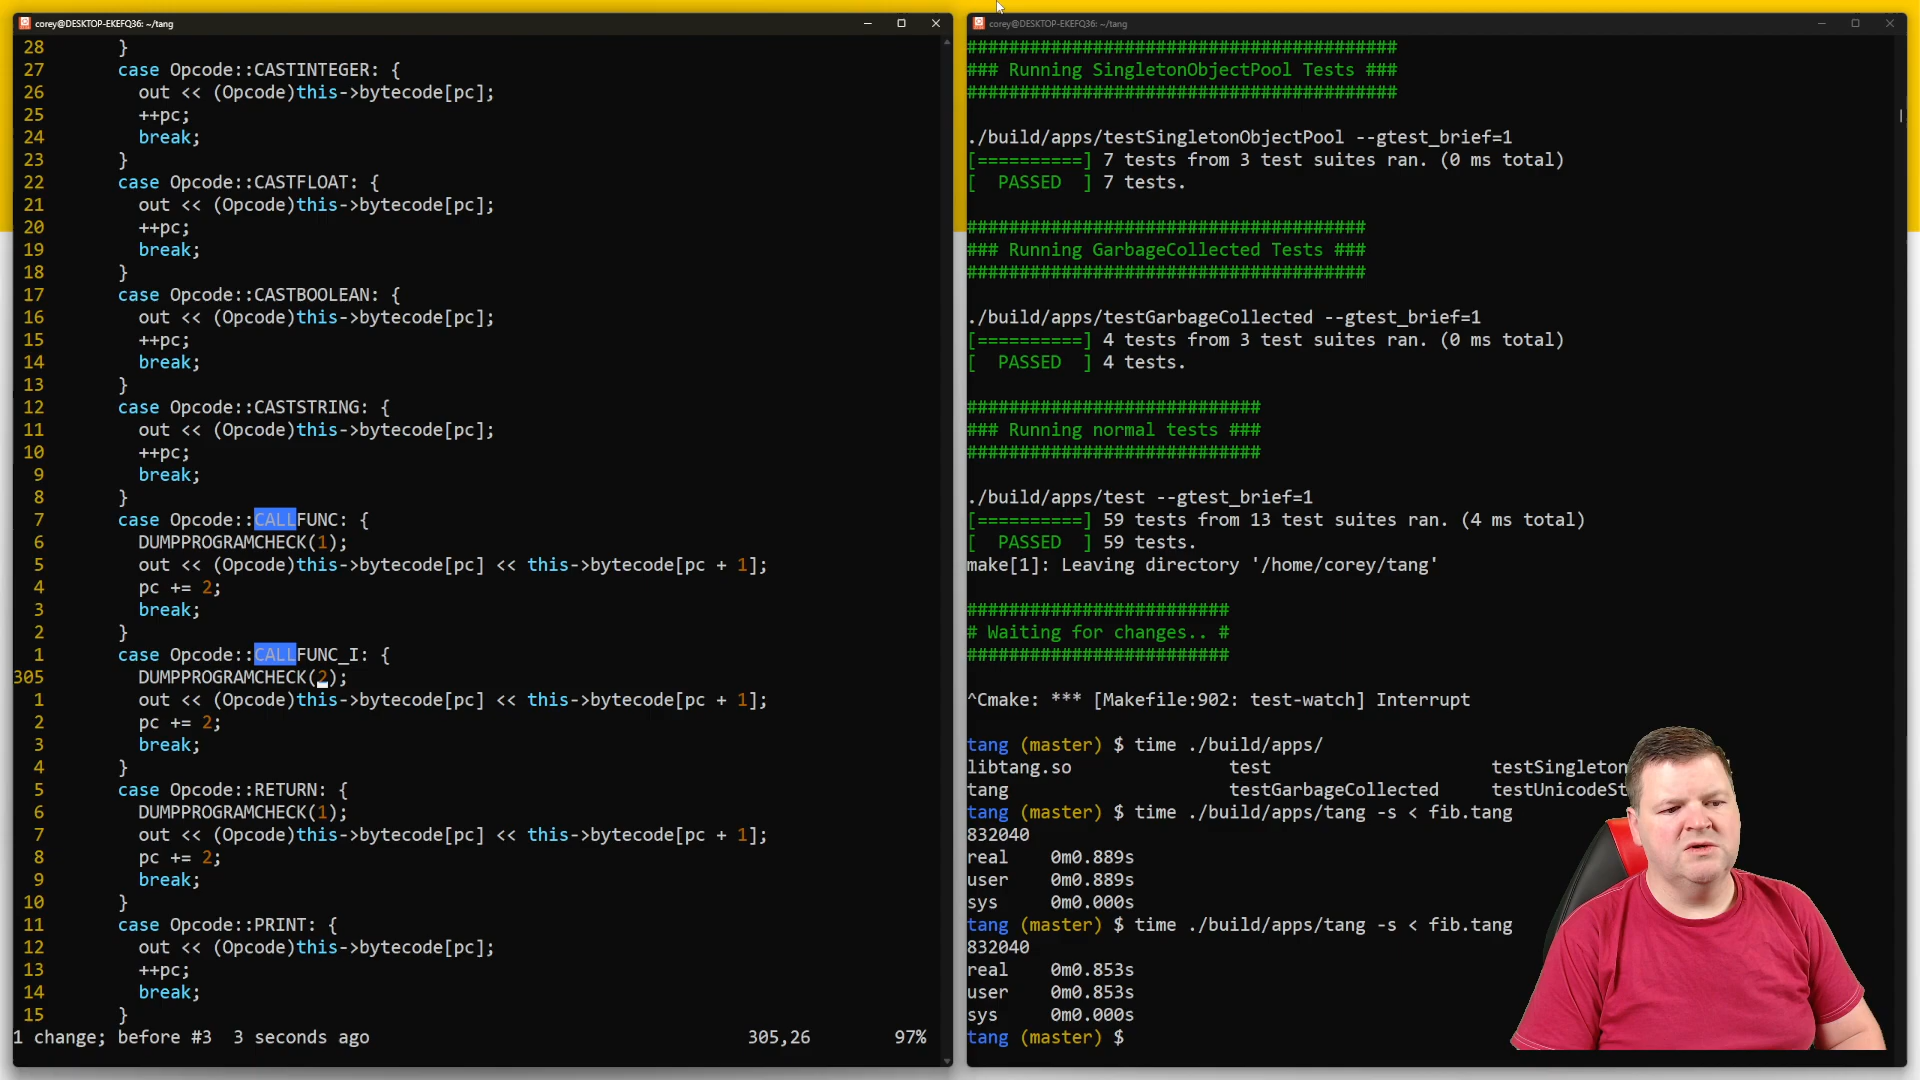 corey@DESKTOP-EKEFQ36: ~/tang
28 }
27 case Opcode::CASTINTEGER: {
26 out << (Opcode)this->bytecode[pc];
25 ++pc;
24 break;
23 }
22 case Opcode::CASTFLOAT: {
21 out << (Opcode)this->bytecode[pc];
20 ++pc;
19 break;
18 }
17 case Opcode::CASTBOOLEAN: {
16 out << (Opcode)this->bytecode[pc];
15 ++pc;
14 break;
13 }
12 case Opcode::CASTSTRING: {
11 out << (Opcode)this->bytecode[pc];
10 ++pc;
9 break;
8 }
7 case Opcode::CALLFUNC: {
6 DUMPPROGRAMCHECK(1);
5 out << (Opcode)this->bytecode[pc] << this->bytecode[pc + 1];
4 pc += 2;
3 break;
2 }
1 case Opcode::CALLFUNC_I: {
305 DUMPPROGRAMCHECK(2);
1 out << (Opcode)this->bytecode[pc] << this->bytecode[pc + 1];
2 pc += 2;
3 break;
4 }
5 case Opcode::RETURN: {
6 DUMPPROGRAMCHECK(1);
7 out << (Opcode)this->bytecode[pc] << this->bytecode[pc + 1];
8 pc += 2;
9 break;
10 }
11 case Opcode::PRINT: {
12 out << (Opcode)this->bytecode[pc];
13 ++pc;
14 break;
15 }
1 change; before #3 3 seconds ago 305,26 97%
corey@DESKTOP-EKEFQ36: ~/tang
#########################################
### Running SingletonObjectPool Tests ###
#########################################
./build/apps/testSingletonObjectPool --gtest_brief=1
[==========] 7 tests from 3 test suites ran. (0 ms total)
[  PASSED  ] 7 tests.
######################################
### Running GarbageCollected Tests ###
######################################
./build/apps/testGarbageCollected --gtest_brief=1
[==========] 4 tests from 3 test suites ran. (0 ms total)
[  PASSED  ] 4 tests.
############################
### Running normal tests ###
############################
./build/apps/test --gtest_brief=1
[==========] 59 tests from 13 test suites ran. (4 ms total)
[  PASSED  ] 59 tests.
make[1]: Leaving directory '/home/corey/tang'
#########################
# Waiting for changes.. #
#########################
^Cmake: *** [Makefile:902: test-watch] Interrupt
tang (master) $ time ./build/apps/
libtang.so test testSingleton
tang testGarbageCollected testUnicodeSt
tang (master) $ time ./build/apps/tang -s < fib.tang
832040
real 0m0.889s
user 0m0.889s
sys 0m0.000s
tang (master) $ time ./build/apps/tang -s < fib.tang
832040
real 0m0.853s
user 0m0.853s
sys 0m0.000s
tang (master) $